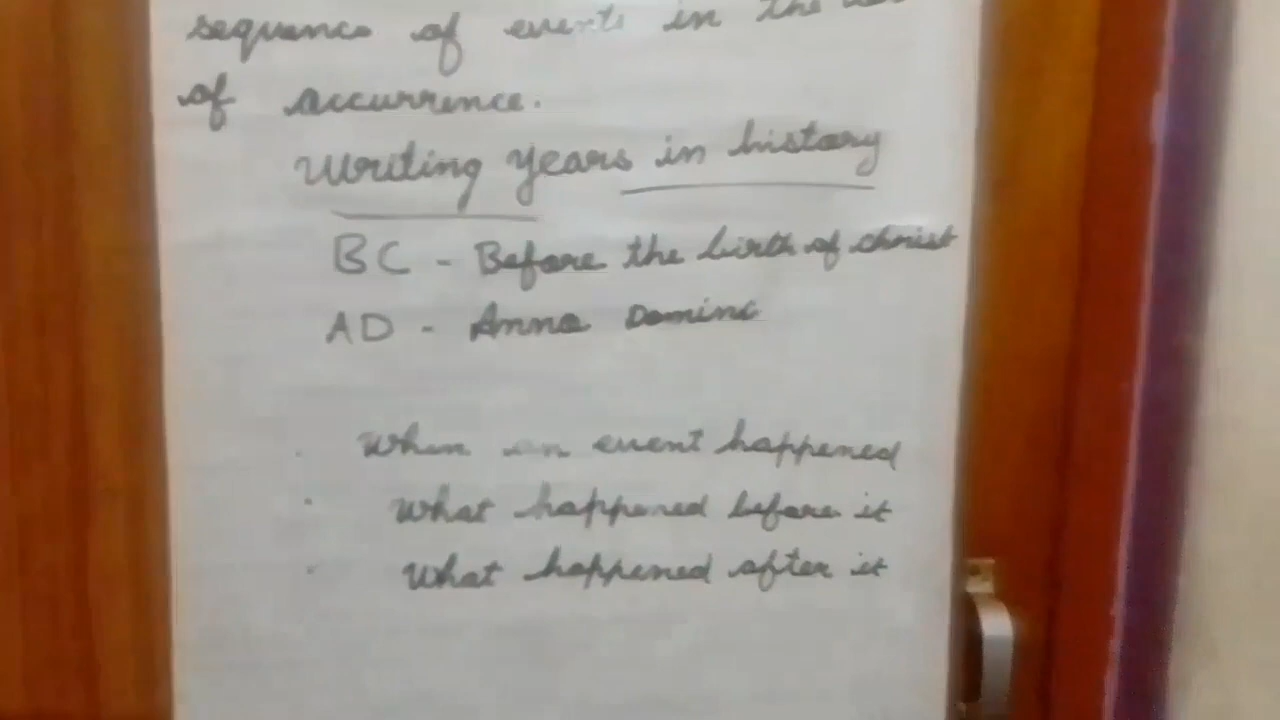 sequence of events in the
of occurrence.
Writing years in history
BC - Before the birth of christ
AD - Anno Domini
When an event happened
What happened before it
What happened after it